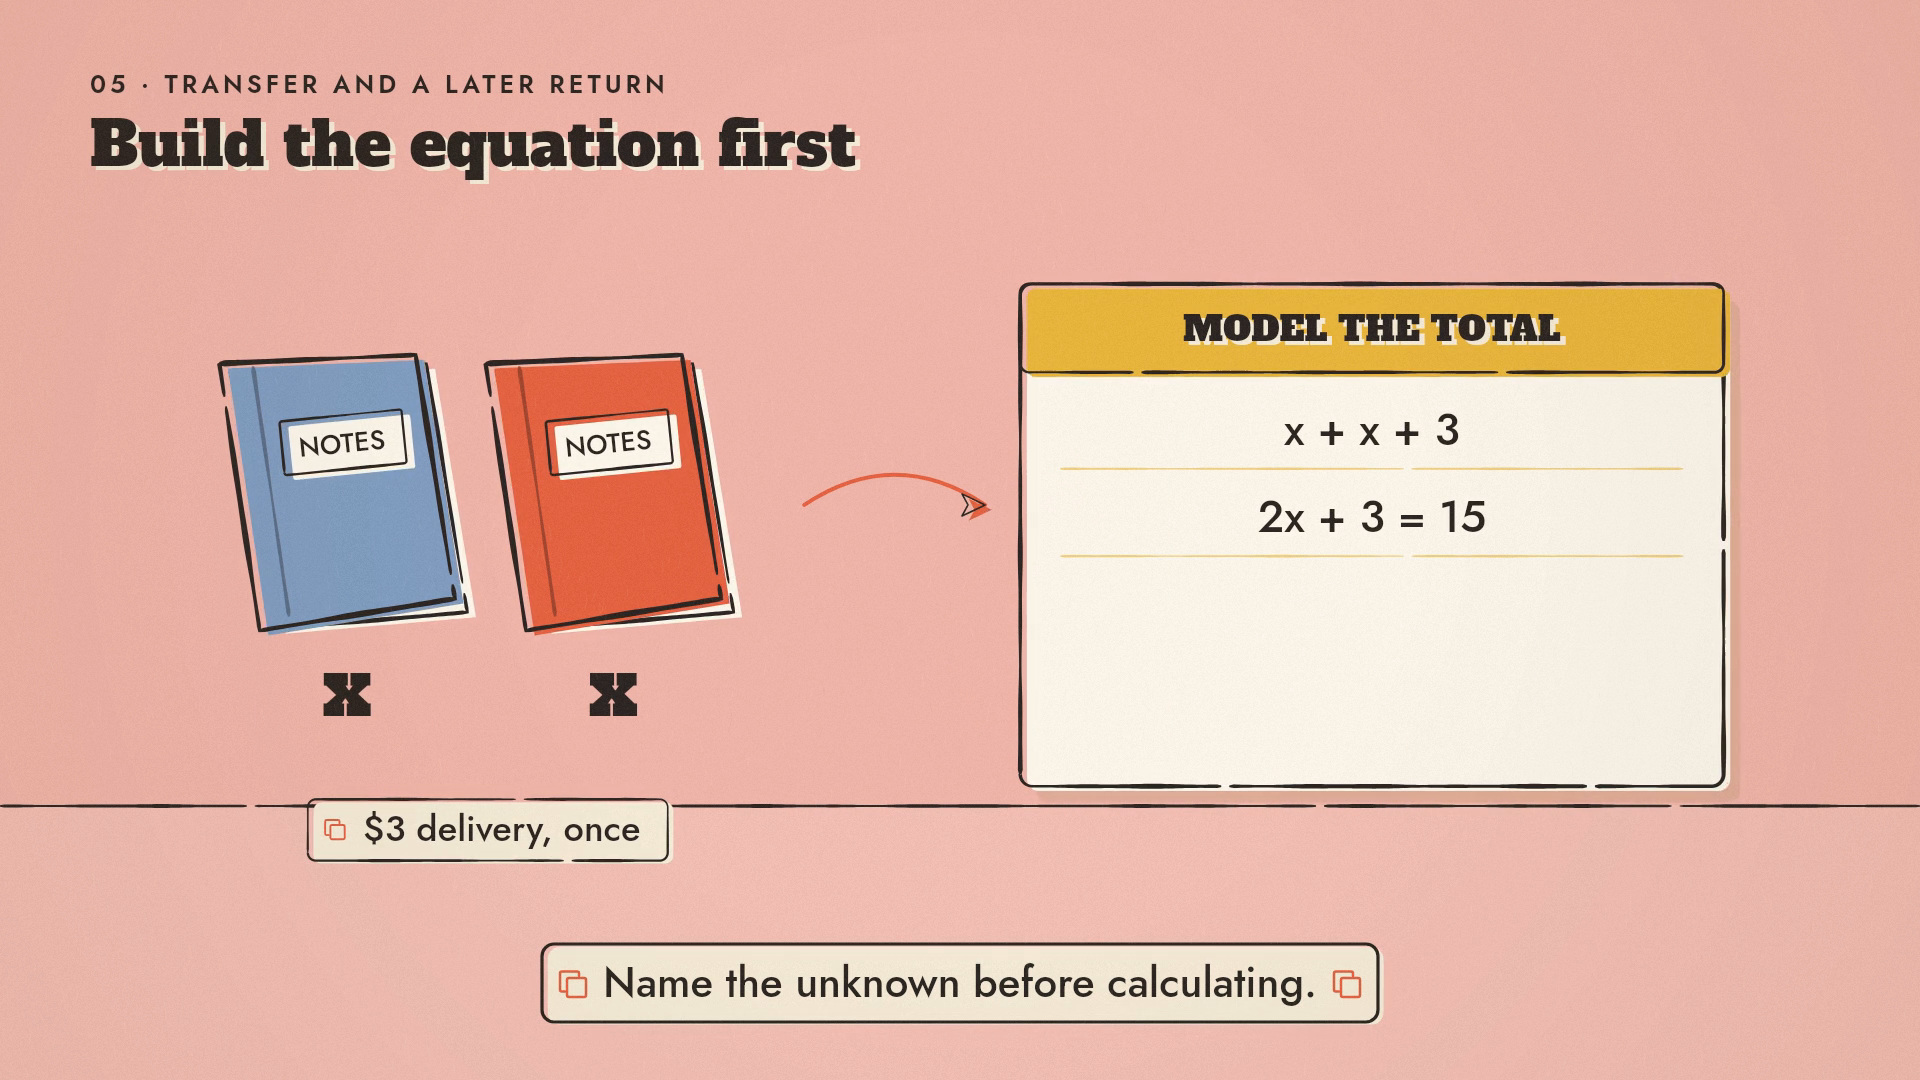 05 · TRANSFER AND A LATER RETURN
Build the equation first
NOTES
NOTES
x
x
$3 delivery, once
MODEL THE TOTAL
x + x + 3
2x + 3 = 15
Name the unknown before calculating.